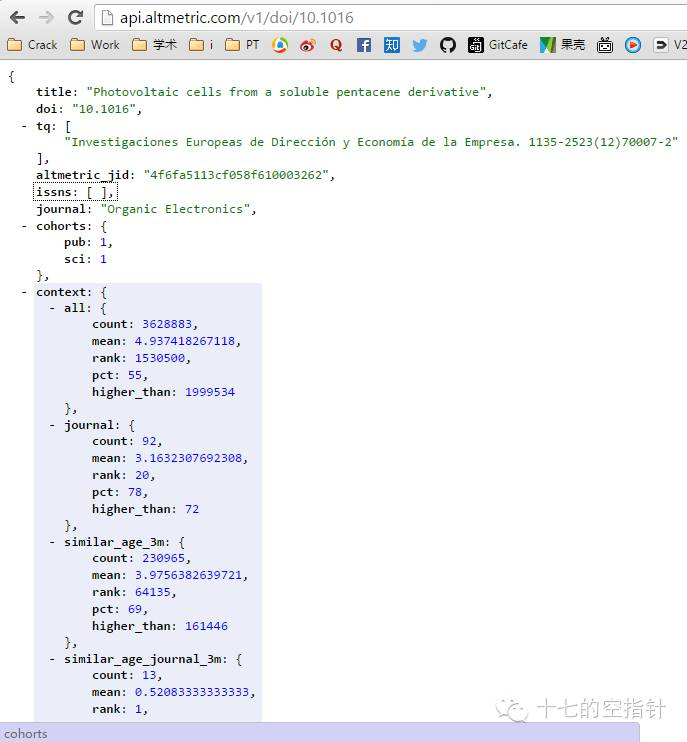 api.altmetric.com/v1/doi/10.1016
Crack Work 学术 i PT GitCafe 果壳 V2
{
title: "Photovoltaic cells from a soluble pentacene derivative",
doi: "10.1016",
- tq: [
"Investigaciones Europeas de Dirección y Economía de la Empresa. 1135-2523(12)70007-2"
],
altmetric_jid: "4f6fa5113cf058f610003262",
issns: [ ],
journal: "Organic Electronics",
- cohorts: {
pub: 1,
sci: 1
},
- context: {
- all: {
count: 3628883,
mean: 4.937418267118,
rank: 1530500,
pct: 55,
higher_than: 1999534
},
- journal: {
count: 92,
mean: 3.1632307692308,
rank: 20,
pct: 78,
higher_than: 72
},
- similar_age_3m: {
count: 230965,
mean: 3.9756382639721,
rank: 64135,
pct: 69,
higher_than: 161446
},
- similar_age_journal_3m: {
count: 13,
mean: 0.52083333333333,
rank: 1,
十七的空指针
cohorts